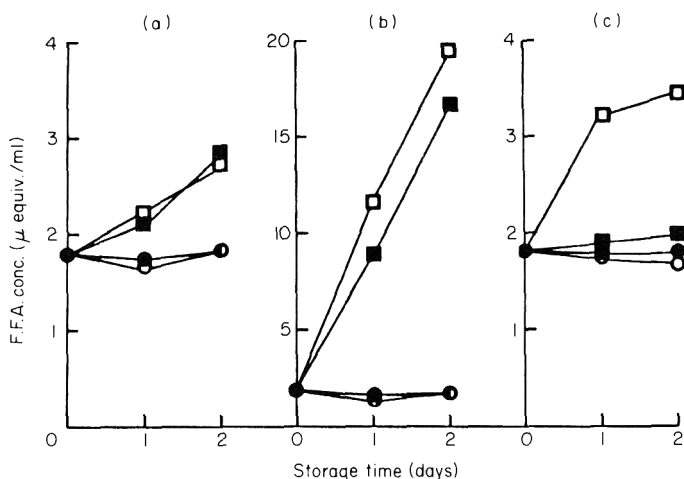 (a) (b) (c)
4 3 2 1 0
20 15 10 5 0
4 3 2 1 0
F.F.A. conc. (μ equiv./ml)
1 2 1 2 1 2
Storage time (days)